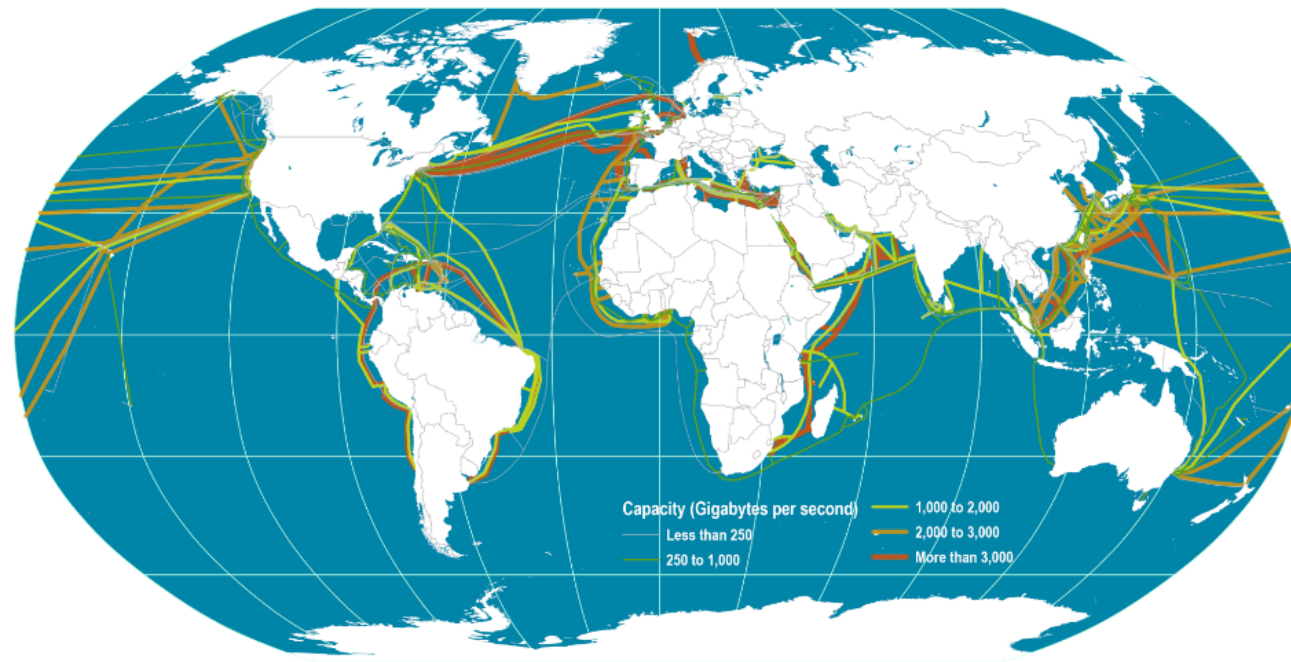 Capacity (Gigabytes per second)
Less than 250
250 to 1,000
1,000 to 2,000
2,000 to 3,000
More than 3,000